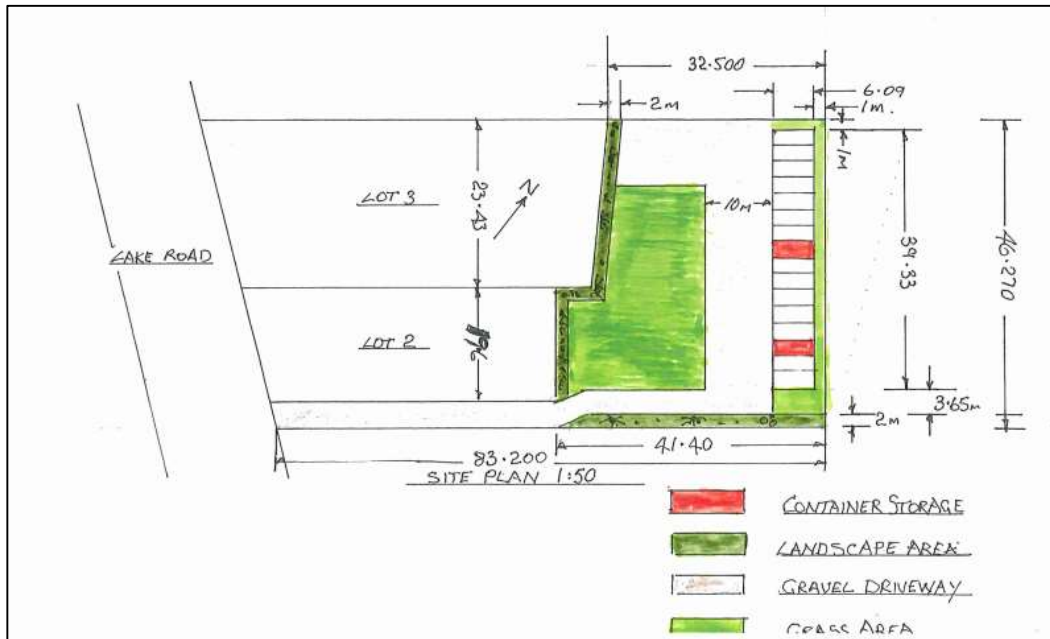 32.500
6.09
2m
1m.
1m
N
LOT 3
23.43
10m
LAKE ROAD
39.33
46.270
LOT 2
3.65m
2m
41.40
83.200
SITE PLAN 1:50
CONTAINER STORAGE
LANDSCAPE AREA
GRAVEL DRIVEWAY
GRASS AREA